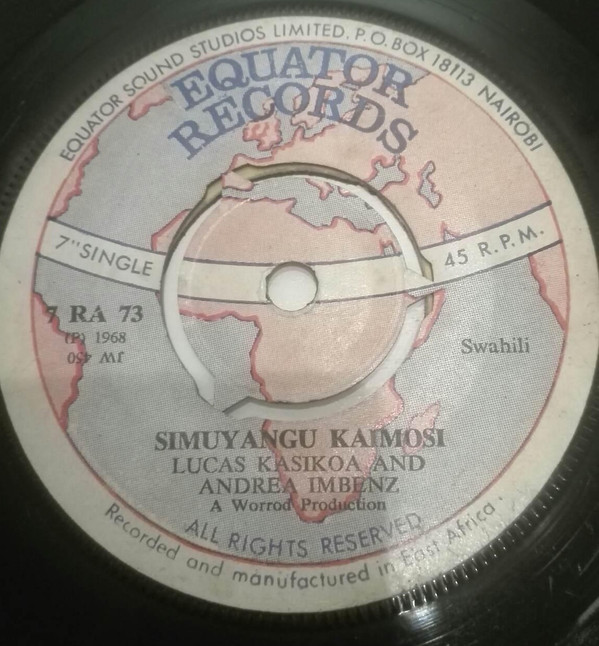 EQUATOR SOUND STUDIOS LIMITED. P.O. BOX 18113 NAIROBI
EQUATOR
RECORDS
7" SINGLE
45 R.P.M.
7 RA 73
(P) 1968
JW 450
Swahili
SIMUYANGU KAIMOSI
LUCAS KASIKOA AND
ANDREA IMBENZ
A Worrod Production
ALL RIGHTS RESERVED
Recorded and manufactured in East Africa.